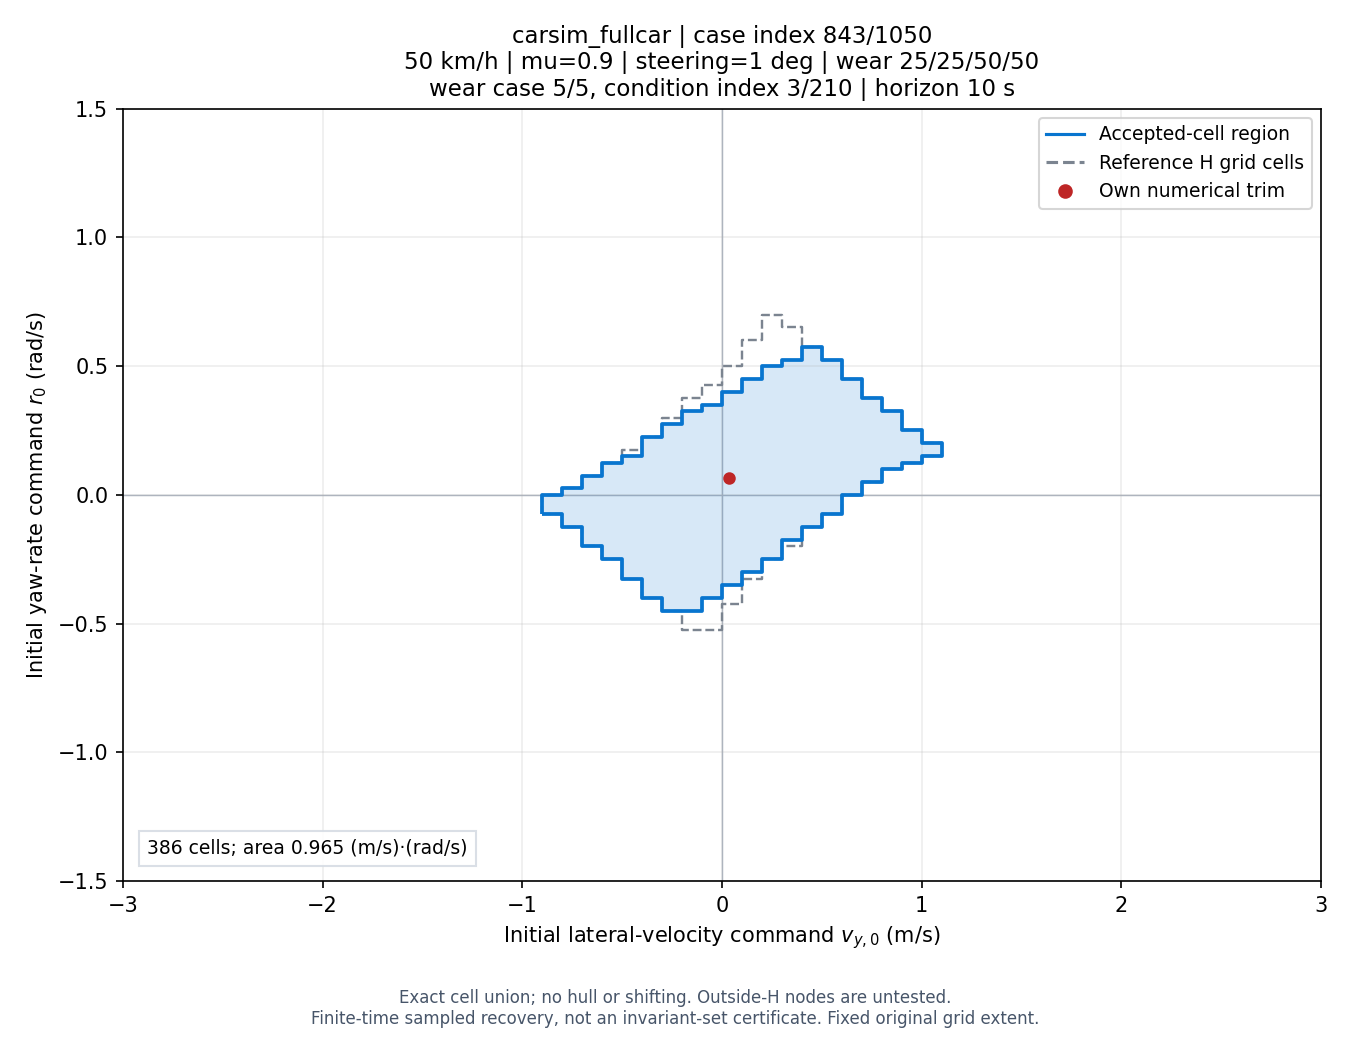 carsim_fullcar | case index 843/1050
50 km/h | mu=0.9 | steering=1 deg | wear 25/25/50/50
wear case 5/5, condition index 3/210 | horizon 10 s
Accepted-cell region
Reference H grid cells
Own numerical trim
1.5
1.0
0.5
0.0
−0.5
−1.0
−1.5
Initial yaw-rate command r₀ (rad/s)
386 cells; area 0.965 (m/s)·(rad/s)
−3
−2
−1
0
1
2
3
Initial lateral-velocity command v_{y,0} (m/s)
Exact cell union; no hull or shifting. Outside-H nodes are untested.
Finite-time sampled recovery, not an invariant-set certificate. Fixed original grid extent.